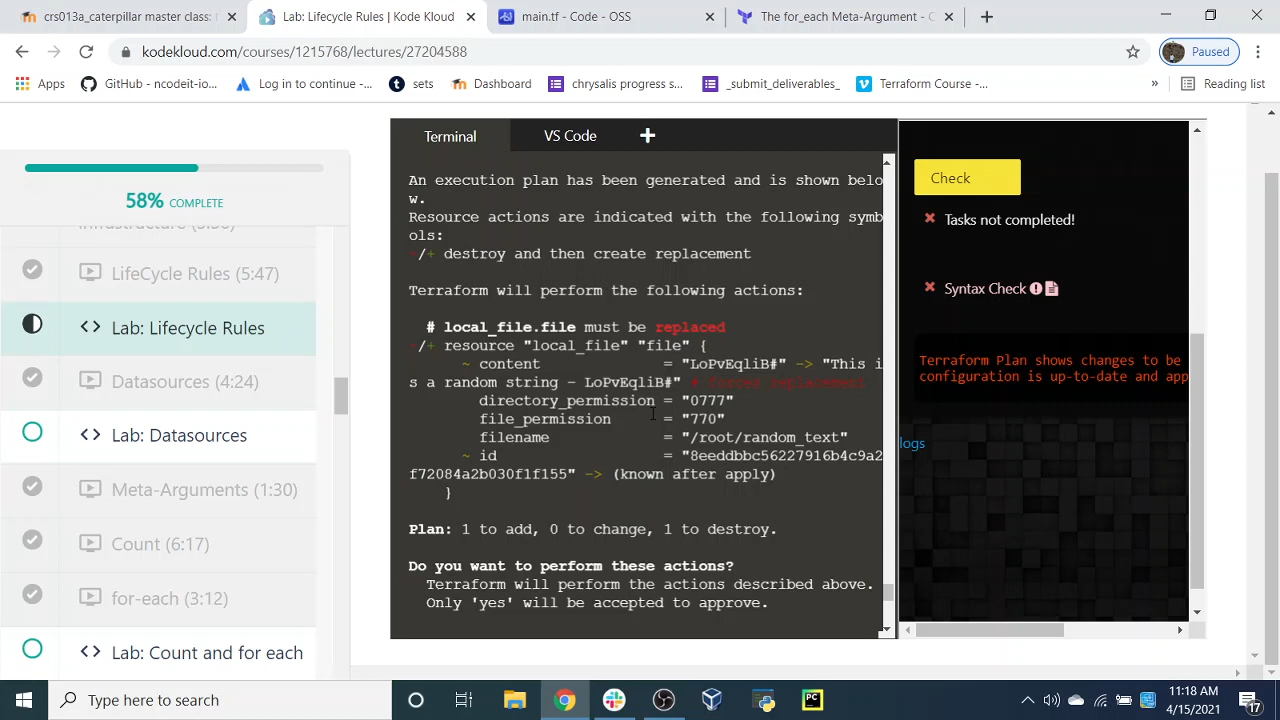 crs013a_caterpillar master class f
Lab: Lifecycle Rules | Kode Kloud
main.tf - Code - OSS
The for_each Meta-Argument - C
kodekloud.com/courses/1215768/lectures/27204588
Paused
Apps
GitHub - ncodeit-io...
Log in to continue -...
sets
Dashboard
chrysalis progress s...
_submit_deliverables_
Terraform Course -...
»
Reading list
58% COMPLETE
LifeCycle Rules (5:47)
Lab: Lifecycle Rules
Datasources (4:24)
Lab: Datasources
Meta-Arguments (1:30)
Count (6:17)
for-each (3:12)
Lab: Count and for each
Terminal
VS Code
An execution plan has been generated and is shown belo
w.
Resource actions are indicated with the following symb
ols:
-/+ destroy and then create replacement
Terraform will perform the following actions:
# local_file.file must be replaced
-/+ resource "local_file" "file" {
~ content = "LoPvEqliB#" -> "This i
s a random string - LoPvEqliB#" # forces replacement
directory_permission = "0777"
file_permission = "770"
filename = "/root/random_text"
~ id = "8eeddbbc56227916b4c9a2
f72084a2b030f1f155" -> (known after apply)
}
Plan: 1 to add, 0 to change, 1 to destroy.
Do you want to perform these actions?
Terraform will perform the actions described above.
Only 'yes' will be accepted to approve.
Check
Tasks not completed!
Syntax Check
Terraform Plan shows changes to be
configuration is up-to-date and app
logs
Type here to search
11:18 AM
4/15/2021
17